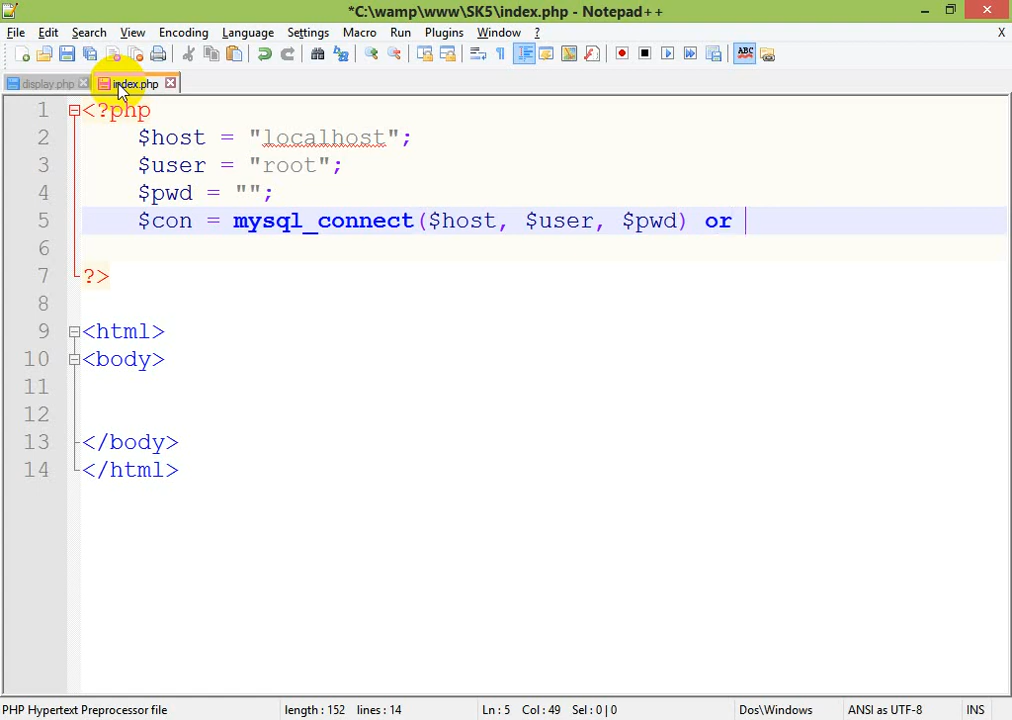 *C:\wamp\www\SK5\index.php - Notepad++
File Edit Search View Encoding Language Settings Macro Run Plugins Window ? X
display.php index.php
1 <?php
2 $host = "localhost";
3 $user = "root";
4 $pwd = "";
5 $con = mysql_connect($host, $user, $pwd) or
6
7 ?>
8
9 <html>
10 <body>
11
12
13 </body>
14 </html>
PHP Hypertext Preprocessor file length : 152 lines : 14 Ln : 5 Col : 49 Sel : 0 | 0 Dos\Windows ANSI as UTF-8 INS